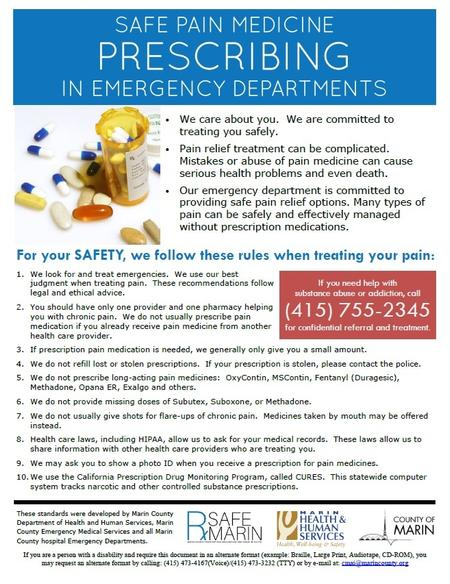 SAFE PAIN MEDICINE
PRESCRIBING
IN EMERGENCY DEPARTMENTS
• We care about you. We are committed to
treating you safely.
• Pain relief treatment can be complicated.
Mistakes or abuse of pain medicine can cause
serious health problems and even death.
• Our emergency department is committed to
providing safe pain relief options. Many types of
pain can be safely and effectively managed
without prescription medications.
For your SAFETY, we follow these rules when treating your pain:
1. We look for and treat emergencies. We use our best
judgment when treating pain. These recommendations follow
legal and ethical advice.
2. You should have only one provider and one pharmacy helping
you with chronic pain. We do not usually prescribe pain
medication if you already receive pain medicine from another
health care provider.
If you need help with
substance abuse or addiction, call
(415) 755-2345
for confidential referral and treatment.
3. If prescription pain medication is needed, we generally only give you a small amount.
4. We do not refill lost or stolen prescriptions. If your prescription is stolen, please contact the police.
5. We do not prescribe long-acting pain medicines: OxyContin, MSContin, Fentanyl (Duragesic),
Methadone, Opana ER, Exalgo and others.
6. We do not provide missing doses of Subutex, Suboxone, or Methadone.
7. We do not usually give shots for flare-ups of chronic pain. Medicines taken by mouth may be offered
instead.
8. Health care laws, including HIPAA, allow us to ask for your medical records. These laws allow us to
share information with other health care providers who are treating you.
9. We may ask you to show a photo ID when you receive a prescription for pain medicines.
10. We use the California Prescription Drug Monitoring Program, called CURES. This statewide computer
system tracks narcotic and other controlled substance prescriptions.
These standards were developed by Marin County
Department of Health and Human Services, Marin
County Emergency Medical Services and all Marin
County hospital Emergency Departments.
Rx SAFE
MARIN
MARIN
HEALTH &
HUMAN
SERVICES
Health, Well-being & Safety
COUNTY OF
MARIN
If you are a person with a disability and require this document in an alternate format (example: Braille, Large Print, Audiotape, CD-ROM), you
may request an alternate format by calling: (415) 473-4167(Voice)/(415) 473-3232 (TTY) or by e-mail at: